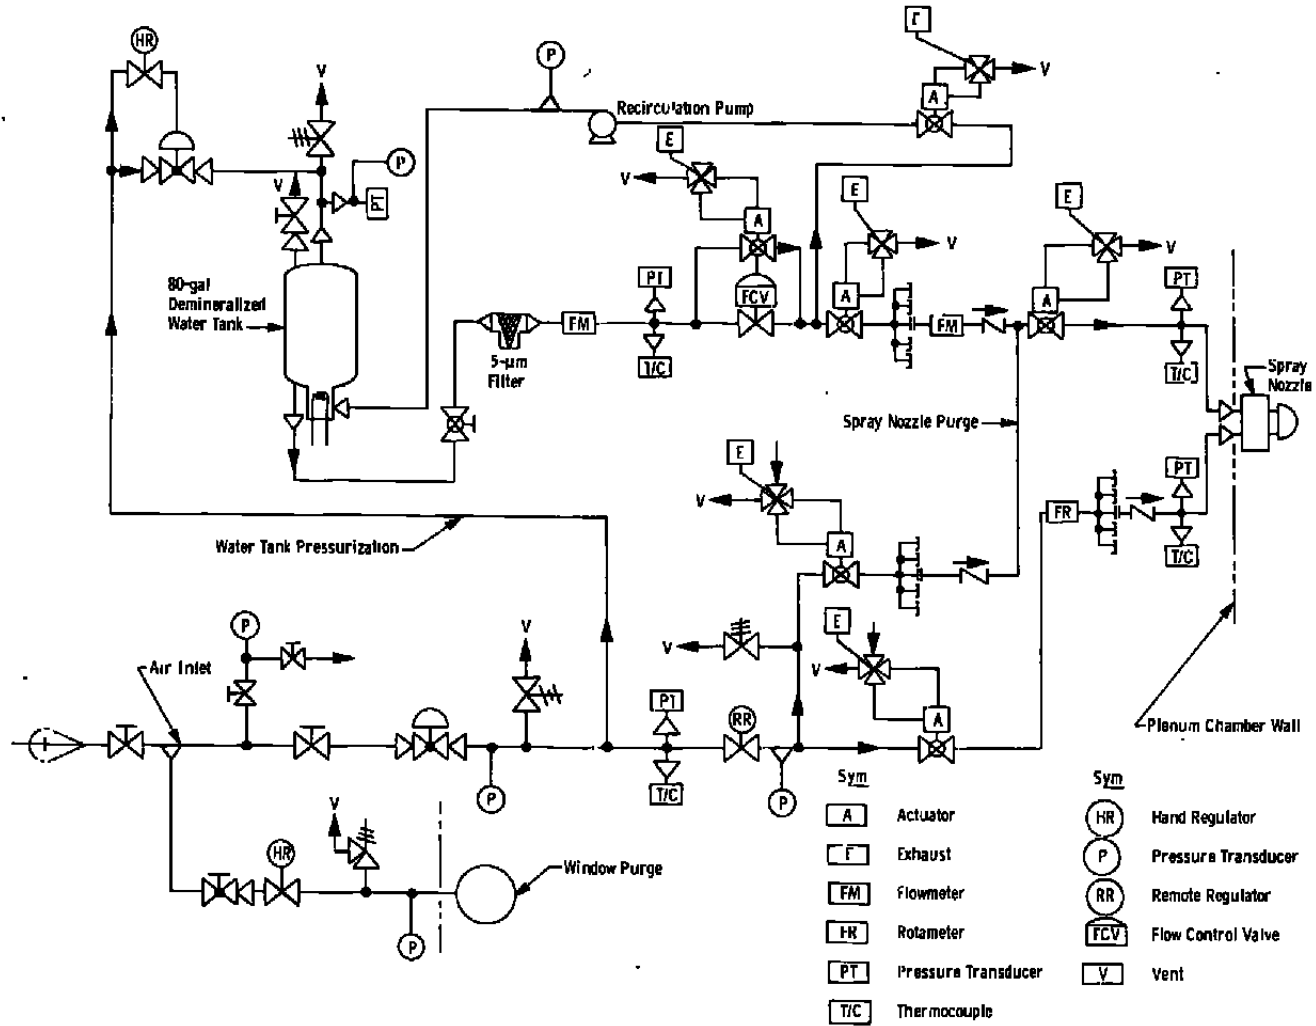 E
HR
P
V
V
A
Recirculation Pump
E
P
V
V
E
E
PT
A
V
V
80-gal
Demineralized
Water Tank
PT
FCV
A
A
PT
FM
FM
5-μm
Filter
T/C
T/C
Spray
Nozzle
Spray Nozzle Purge
E
V
PT
FR
A
Water Tank Pressurization
T/C
P
V
E
V
Air Inlet
V
PT
RR
A
Plenum Chamber Wall
P
T/C
P
V
HR
Window Purge
P
Sym
A Actuator
E Exhaust
FM Flowmeter
FR Rotameter
PT Pressure Transducer
T/C Thermocouple
Sym
HR Hand Regulator
P Pressure Transducer
RR Remote Regulator
FCV Flow Control Valve
V Vent